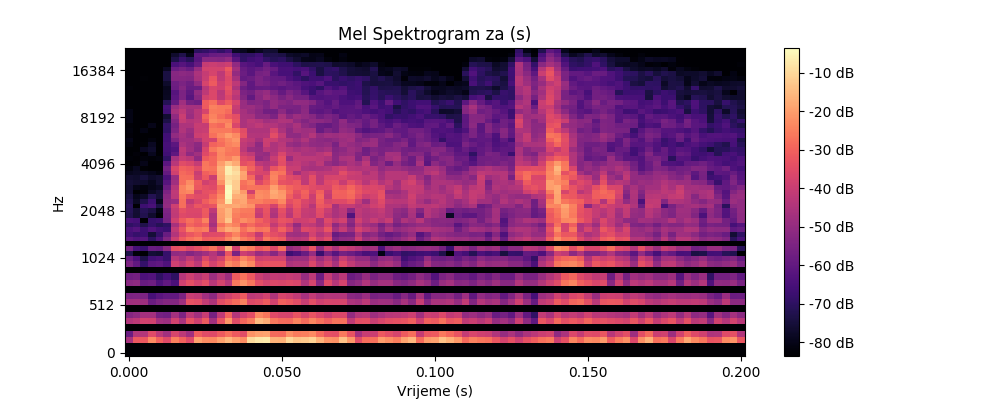 Mel Spektrogram za (s)
16384
8192
4096
2048
1024
512
0
Hz
0.000
0.050
0.100
0.150
0.200
Vrijeme (s)
-10 dB
-20 dB
-30 dB
-40 dB
-50 dB
-60 dB
-70 dB
-80 dB